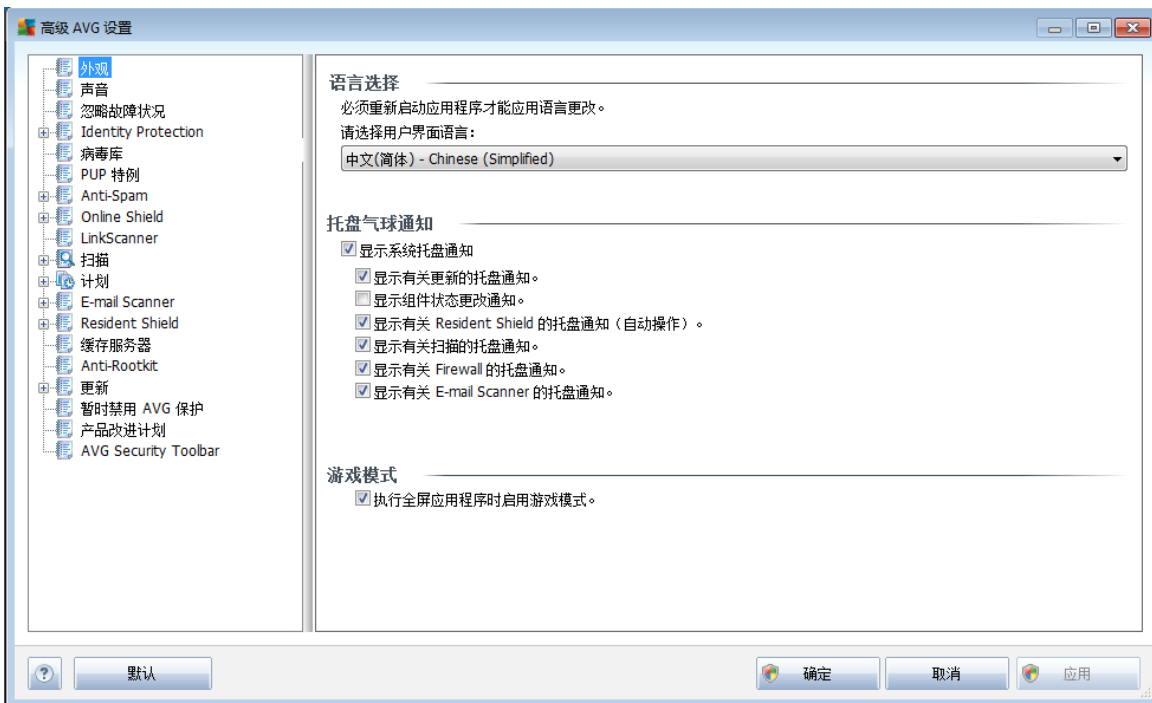 高级 AVG 设置
外观
声音
忽略故障状况
Identity Protection
病毒库
PUP 特例
Anti-Spam
Online Shield
LinkScanner
扫描
计划
E-mail Scanner
Resident Shield
缓存服务器
Anti-Rootkit
更新
暂时禁用 AVG 保护
产品改进计划
AVG Security Toolbar
语言选择
必须重新启动应用程序才能应用语言更改。
请选择用户界面语言：
中文(简体) - Chinese (Simplified)
托盘气球通知
显示系统托盘通知
显示有关更新的托盘通知。
显示组件状态更改通知。
显示有关 Resident Shield 的托盘通知（自动操作）。
显示有关扫描的托盘通知。
显示有关 Firewall 的托盘通知。
显示有关 E-mail Scanner 的托盘通知。
游戏模式
执行全屏应用程序时启用游戏模式。
? 默认 确定 取消 应用